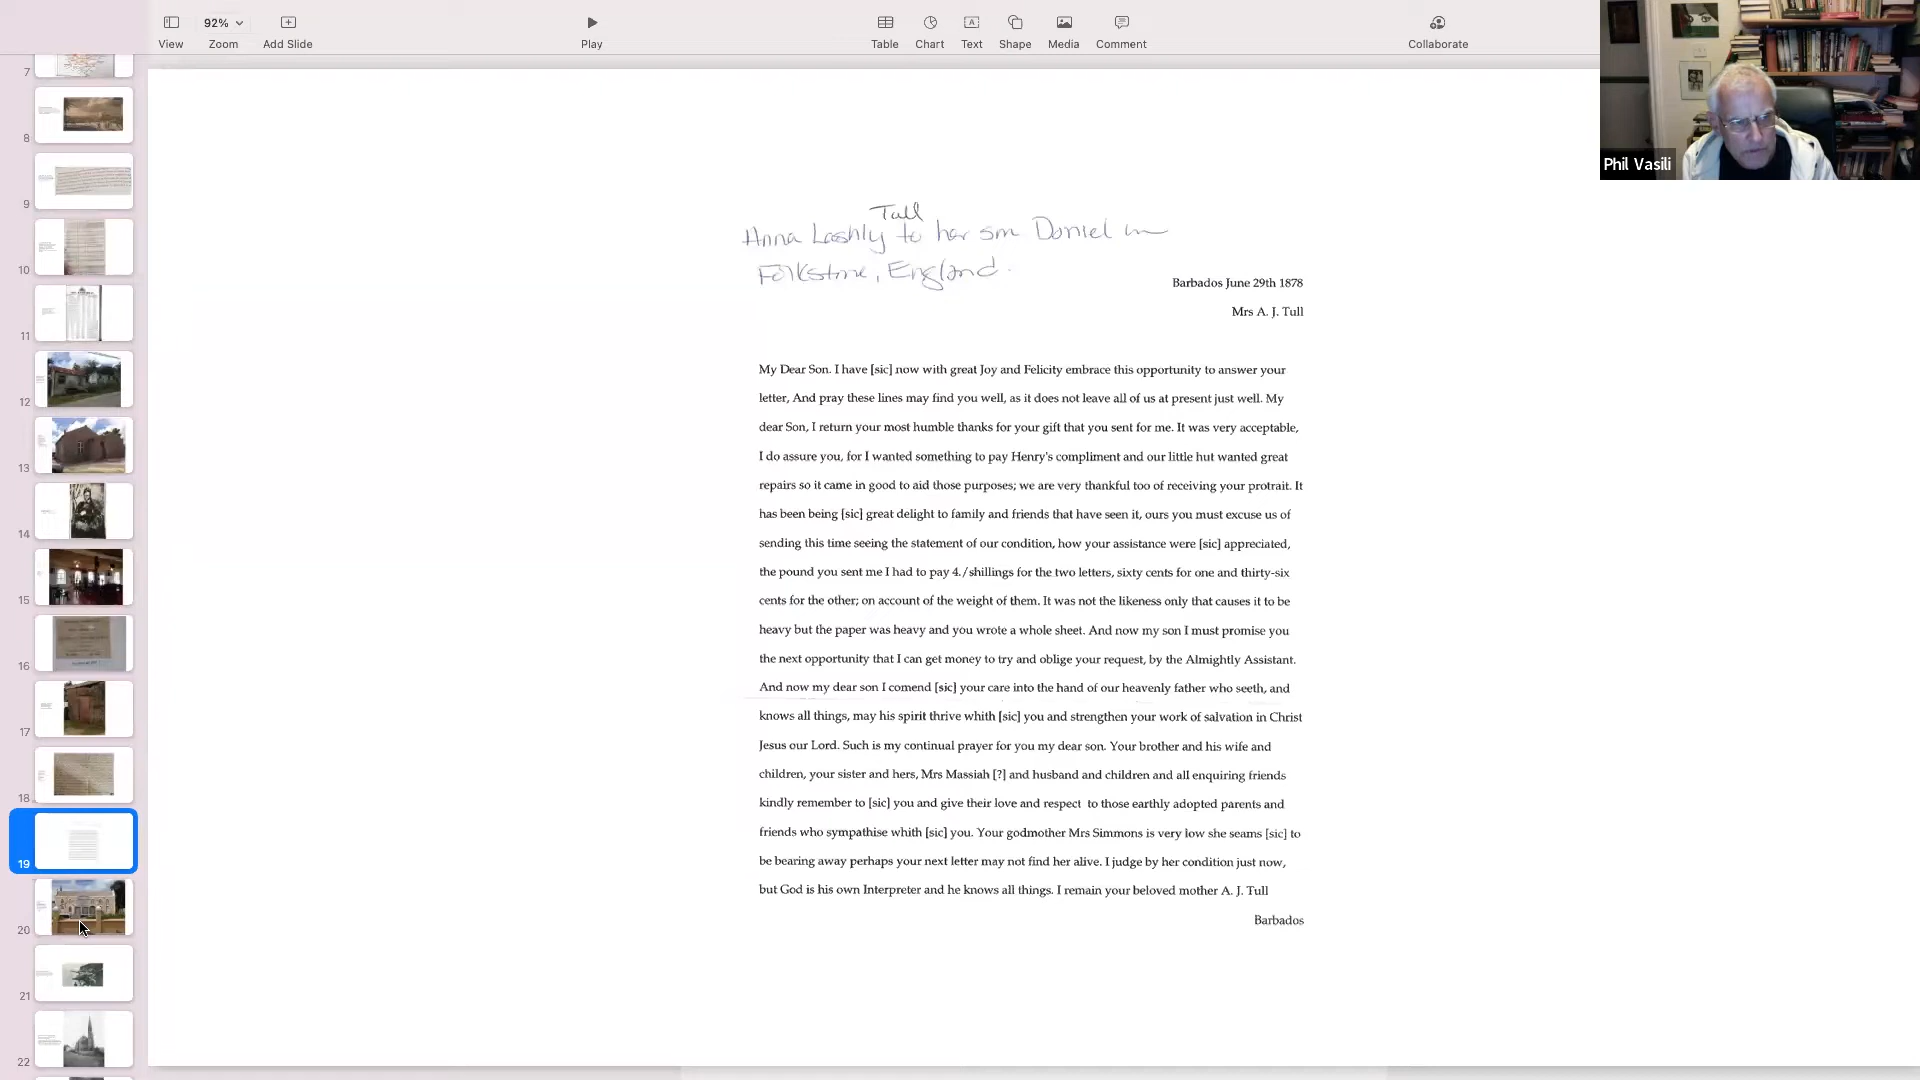 92%
View
Zoom
Add Slide
Play
Table
Chart
Text
Shape
Media
Comment
Collaborate
Phil Vasili
7
8
9
10
11
12
13
14
15
16
17
18
19
20
21
22
Tull
Anna Lashly to her son Daniel in
Folkstone, England.
Barbados June 29th 1878
Mrs A. J. Tull
My Dear Son. I have [sic] now with great Joy and Felicity embrace this opportunity to answer your
letter, And pray these lines may find you well, as it does not leave all of us at present just well. My
dear Son, I return your most humble thanks for your gift that you sent for me. It was very acceptable,
I do assure you, for I wanted something to pay Henry's compliment and our little hut wanted great
repairs so it came in good to aid those purposes; we are very thankful too of receiving your protrait. It
has been being [sic] great delight to family and friends that have seen it, ours you must excuse us of
sending this time seeing the statement of our condition, how your assistance were [sic] appreciated,
the pound you sent me I had to pay 4./shillings for the two letters, sixty cents for one and thirty-six
cents for the other; on account of the weight of them. It was not the likeness only that causes it to be
heavy but the paper was heavy and you wrote a whole sheet. And now my son I must promise you
the next opportunity that I can get money to try and oblige your request, by the Almightly Assistant.
And now my dear son I comend [sic] your care into the hand of our heavenly father who seeth, and
knows all things, may his spirit thrive whith [sic] you and strengthen your work of salvation in Christ
Jesus our Lord. Such is my continual prayer for you my dear son. Your brother and his wife and
children, your sister and hers, Mrs Massiah [?] and husband and children and all enquiring friends
kindly remember to [sic] you and give their love and respect to those earthly adopted parents and
friends who sympathise whith [sic] you. Your godmother Mrs Simmons is very low she seams [sic] to
be bearing away perhaps your next letter may not find her alive. I judge by her condition just now,
but God is his own Interpreter and he knows all things. I remain your beloved mother A. J. Tull
Barbados